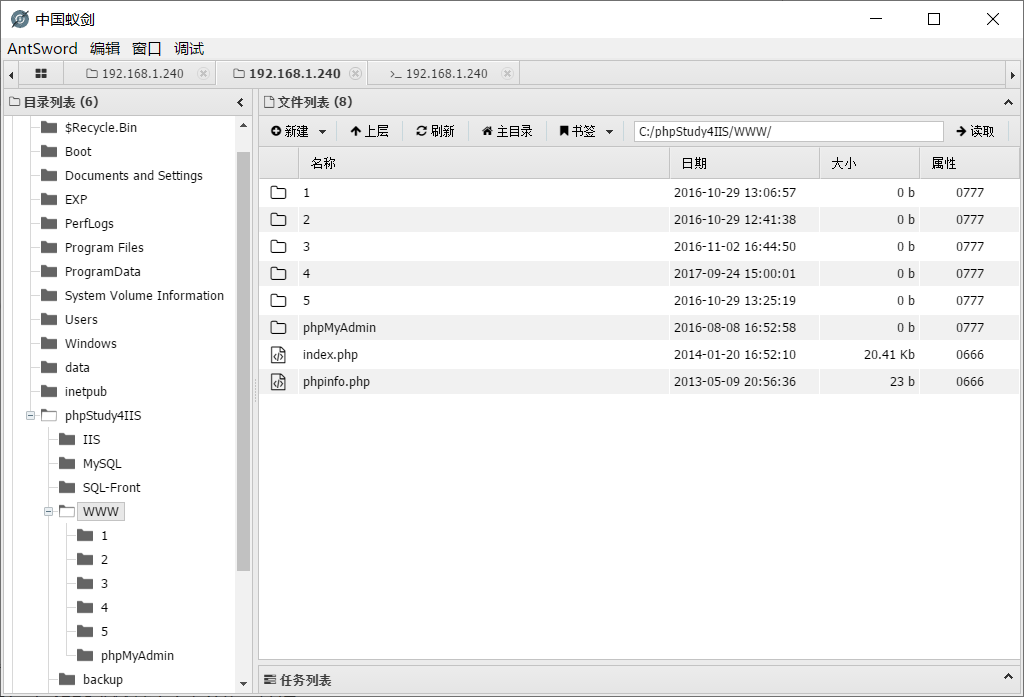 中国蚁剑
AntSword 编辑 窗口 调试
192.168.1.240 192.168.1.240 >_ 192.168.1.240
目录列表 (6)
$Recycle.Bin
Boot
Documents and Settings
EXP
PerfLogs
Program Files
ProgramData
System Volume Information
Users
Windows
data
inetpub
phpStudy4IIS
IIS
MySQL
SQL-Front
WWW
1
2
3
4
5
phpMyAdmin
backup
文件列表 (8)
新建 上层 刷新 主目录 书签 C:/phpStudy4IIS/WWW/ 读取
名称 日期 大小 属性
1 2016-10-29 13:06:57 0 b 0777
2 2016-10-29 12:41:38 0 b 0777
3 2016-11-02 16:44:50 0 b 0777
4 2017-09-24 15:00:01 0 b 0777
5 2016-10-29 13:25:19 0 b 0777
phpMyAdmin 2016-08-08 16:52:58 0 b 0777
index.php 2014-01-20 16:52:10 20.41 Kb 0666
phpinfo.php 2013-05-09 20:56:36 23 b 0666
任务列表